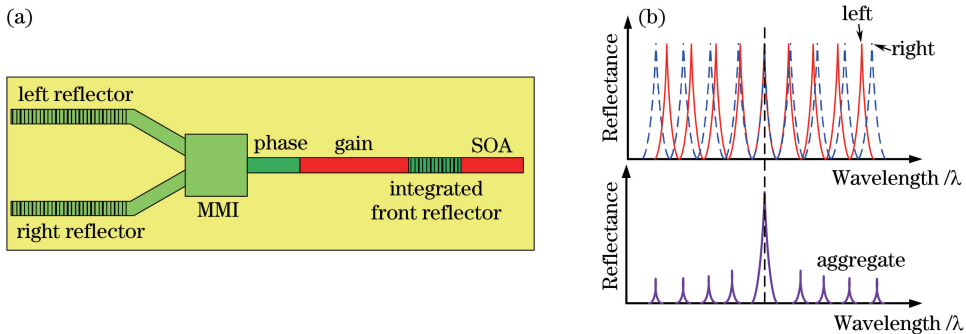 (a)
left reflector
phase
gain
SOA
MMI
integrated
front reflector
right reflector
(b)
left
right
Reflectance
Wavelength /λ
Reflectance
aggregate
Wavelength /λ